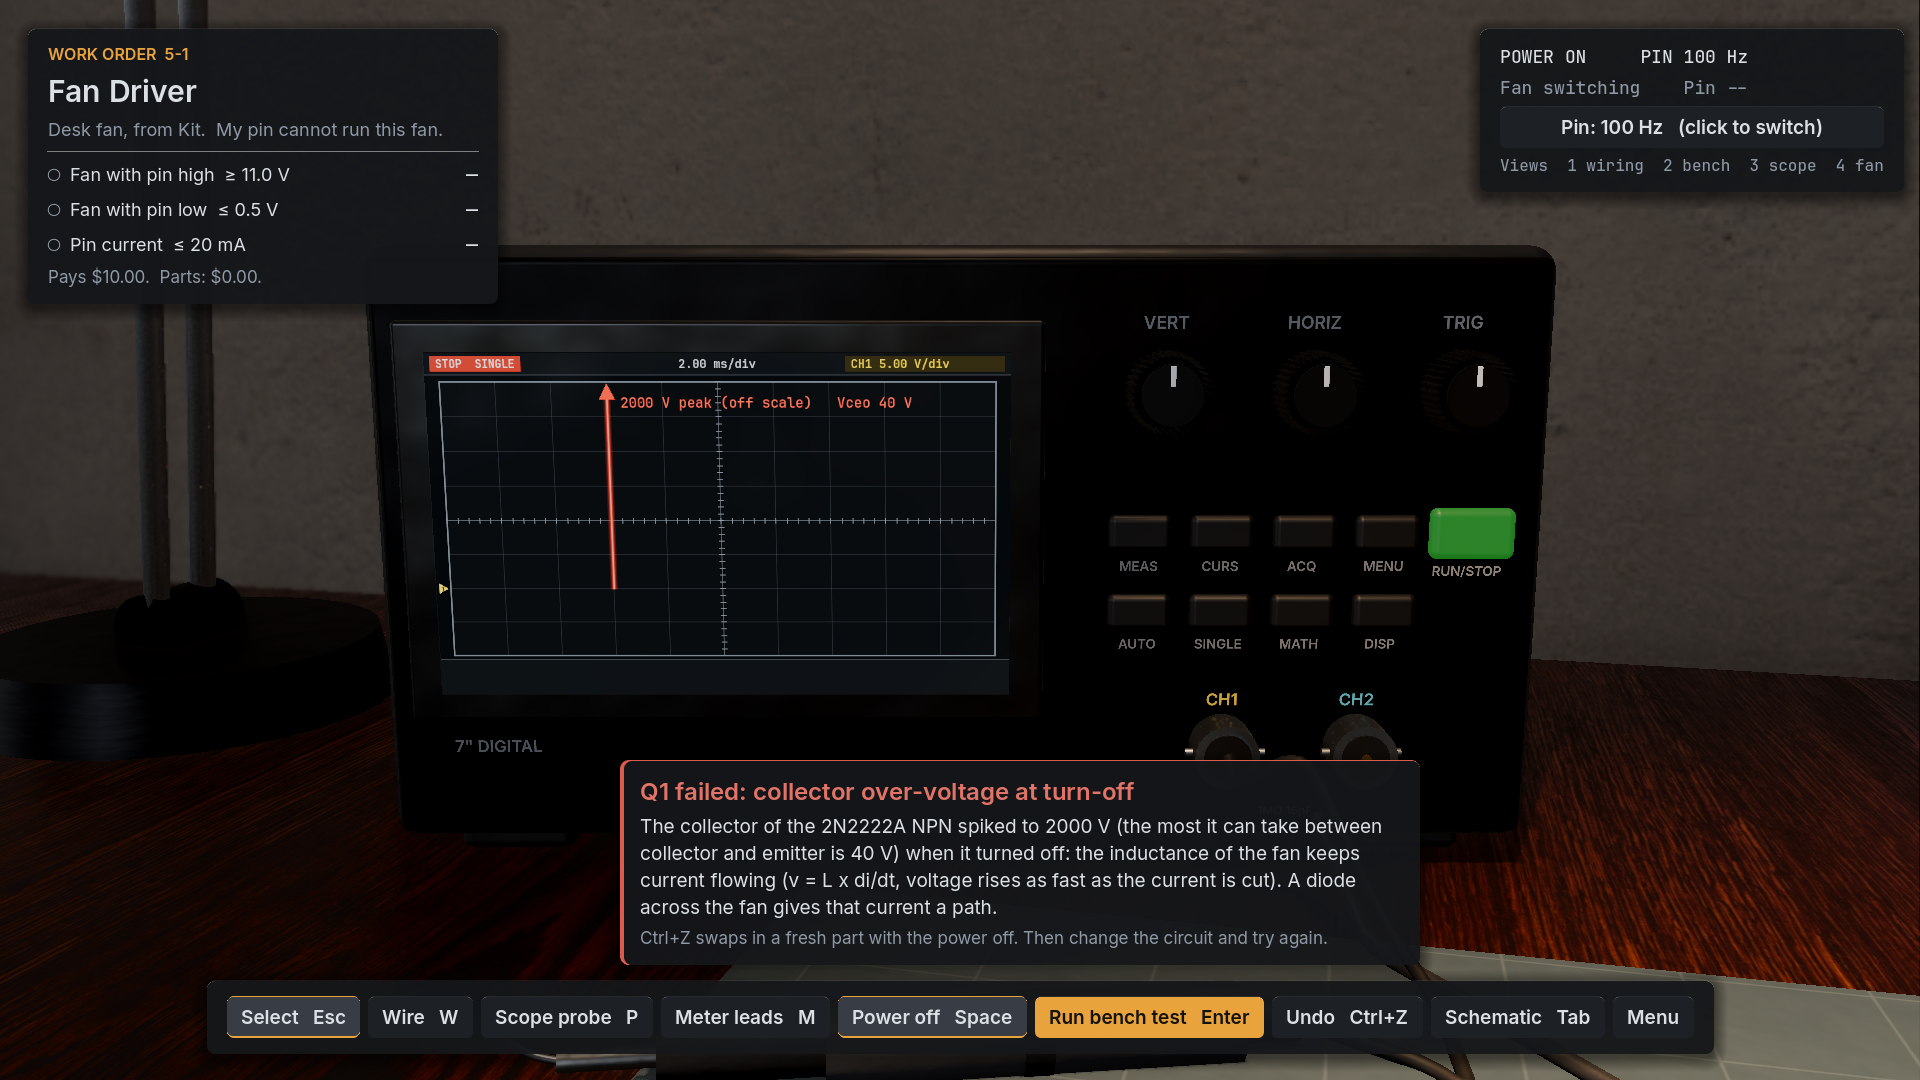 WORK ORDER 5-1
Fan Driver
Desk fan, from Kit. My pin cannot run this fan.
Fan with pin high ≥ 11.0 V –
Fan with pin low ≤ 0.5 V –
Pin current ≤ 20 mA –
Pays $10.00. Parts: $0.00.
POWER ON PIN 100 Hz
Fan switching Pin --
Pin: 100 Hz (click to switch)
Views 1 wiring 2 bench 3 scope 4 fan
STOP SINGLE 2.00 ms/div CH1 5.00 V/div
2000 V peak (off scale) Vceo 40 V
VERT HORIZ TRIG
MEAS CURS ACQ MENU RUN/STOP
AUTO SINGLE MATH DISP
CH1 CH2
7" DIGITAL
Q1 failed: collector over-voltage at turn-off
The collector of the 2N2222A NPN spiked to 2000 V (the most it can take between
collector and emitter is 40 V) when it turned off: the inductance of the fan keeps
current flowing (v = L x di/dt, voltage rises as fast as the current is cut). A diode
across the fan gives that current a path.
Ctrl+Z swaps in a fresh part with the power off. Then change the circuit and try again.
Select Esc Wire W Scope probe P Meter leads M Power off Space Run bench test Enter Undo Ctrl+Z Schematic Tab Menu